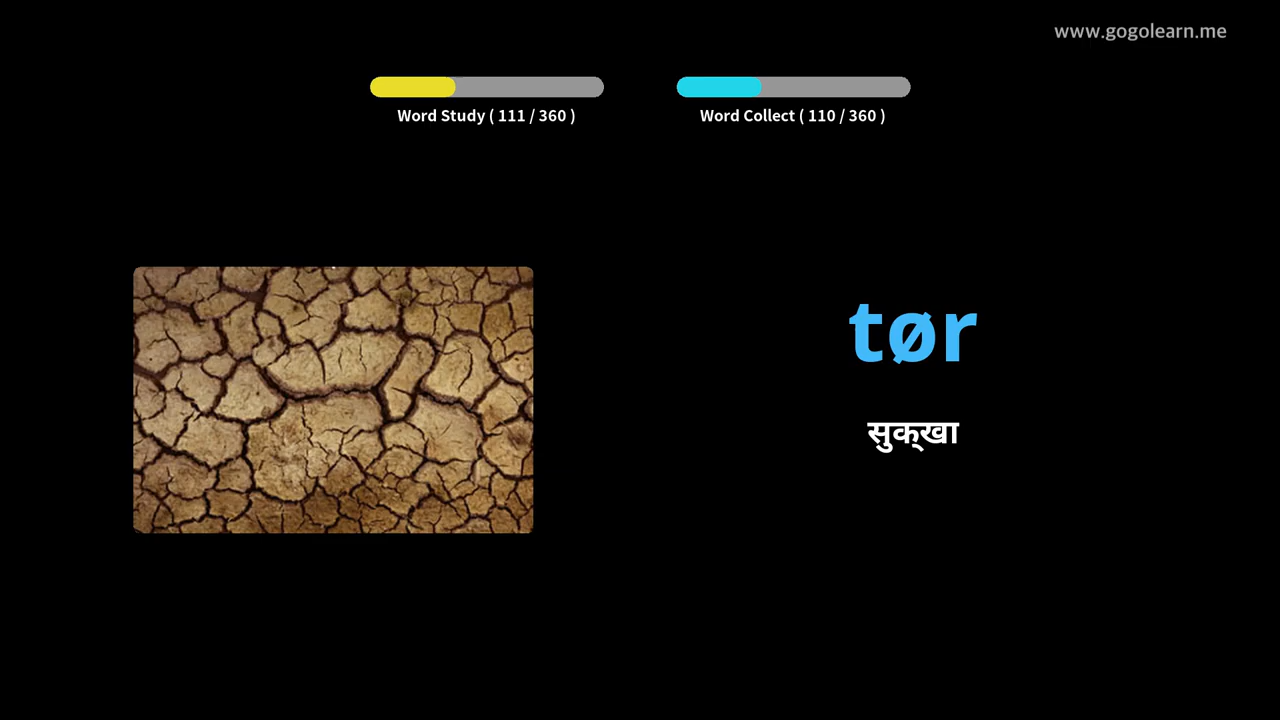 www.gogolearn.me
Word Study ( 111 / 360 )
Word Collect ( 110 / 360 )
tør
सुक्खा